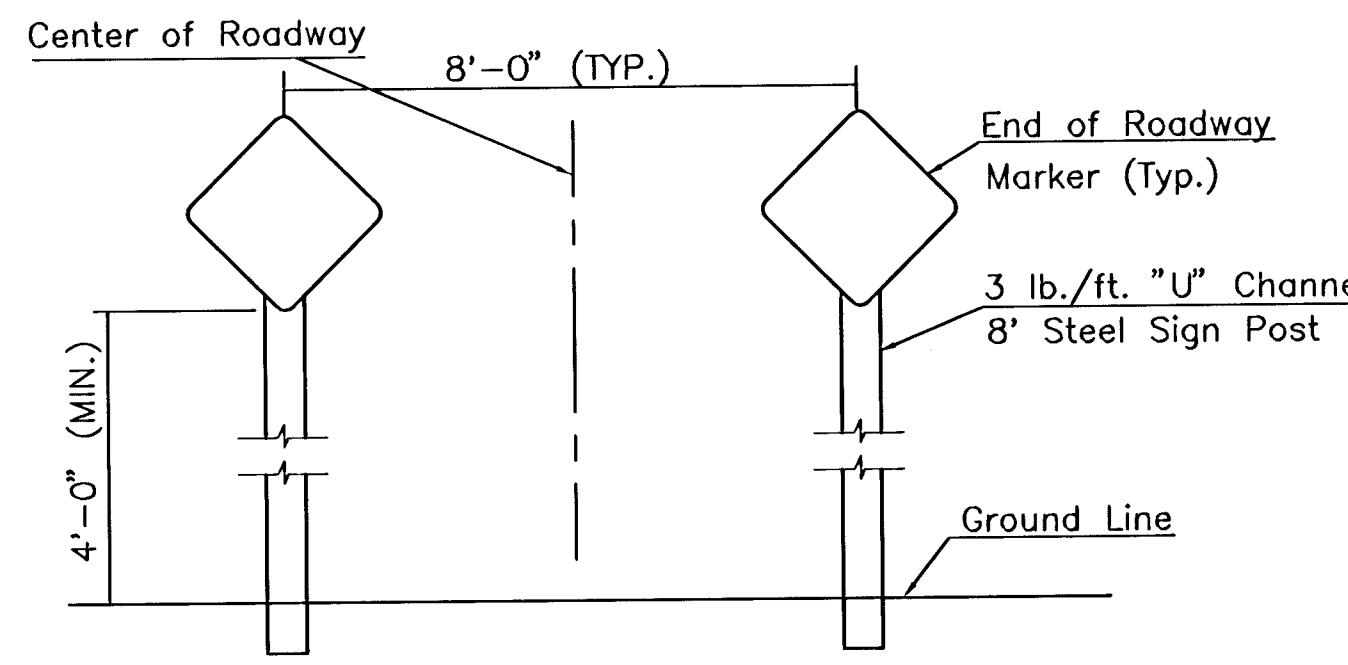 Center of Roadway
8'-0" (TYP.)
End of Roadway
Marker (Typ.)
3 lb./ft. "U"
8' Steel Sign Post
4'-0" (MIN.)
Ground Line